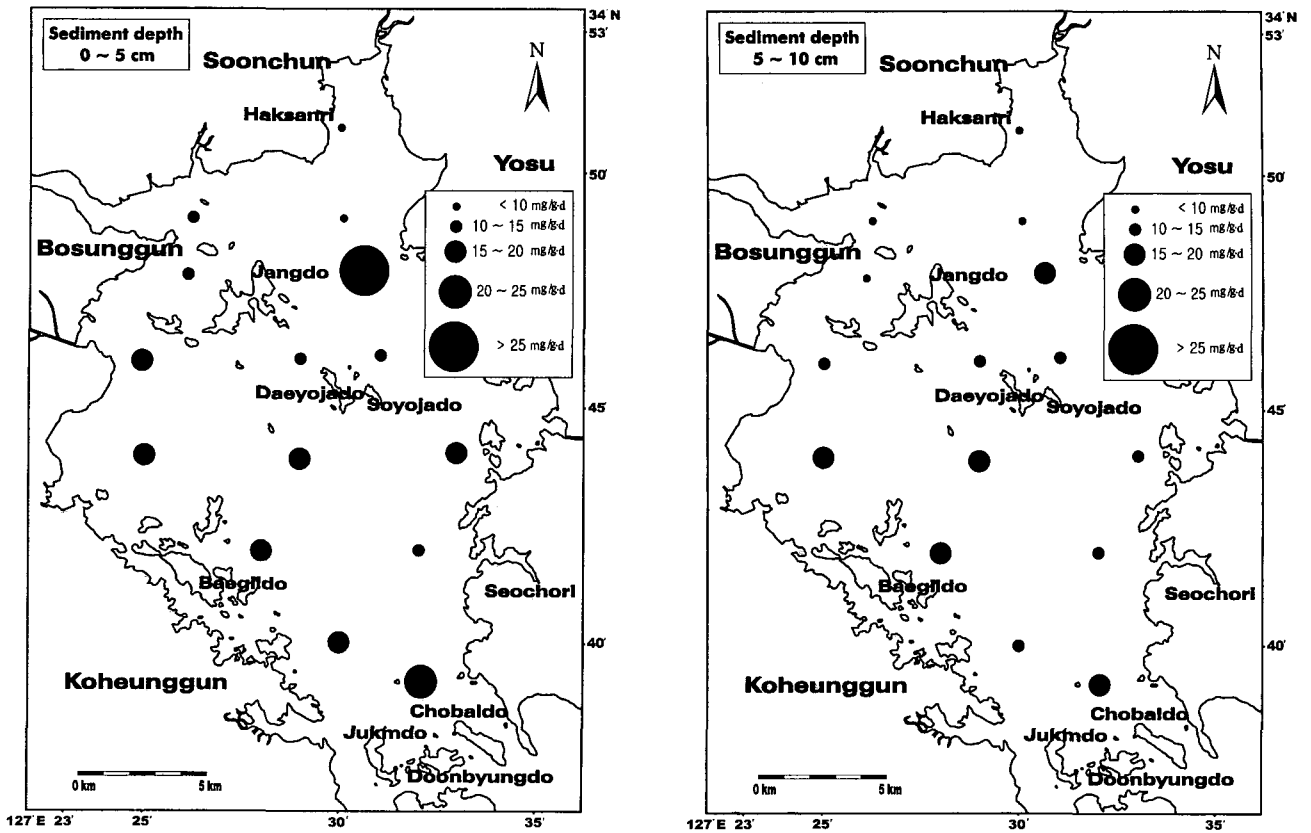 Sediment depth
0 ~ 5 cm
34˚ N
53'
N
Soonchun
Haksanri
Yosu
50'
< 10 mg/g·d
10 ~ 15 mg/g·d
15 ~ 20 mg/g·d
20 ~ 25 mg/g·d
> 25 mg/g·d
Bosunggun
Jangdo
Daeyojado
Soyojado
45'
Baegildo
Seochori
40'
Koheunggun
Chobaldo
Jukmdo
Doonbyungdo
0 km
5 km
127˚E 23'
25'
30'
35'
Sediment depth
5 ~ 10 cm
34˚ N
53'
N
Soonchun
Haksanri
Yosu
50'
< 10 mg/g·d
10 ~ 15 mg/g·d
15 ~ 20 mg/g·d
20 ~ 25 mg/g·d
> 25 mg/g·d
Bosunggun
Jangdo
Daeyojado
Soyojado
45'
Baegildo
Seochori
40'
Koheunggun
Chobaldo
Jukmdo
Doonbyungdo
0 km
5 km
127˚E 23'
25'
30'
35'